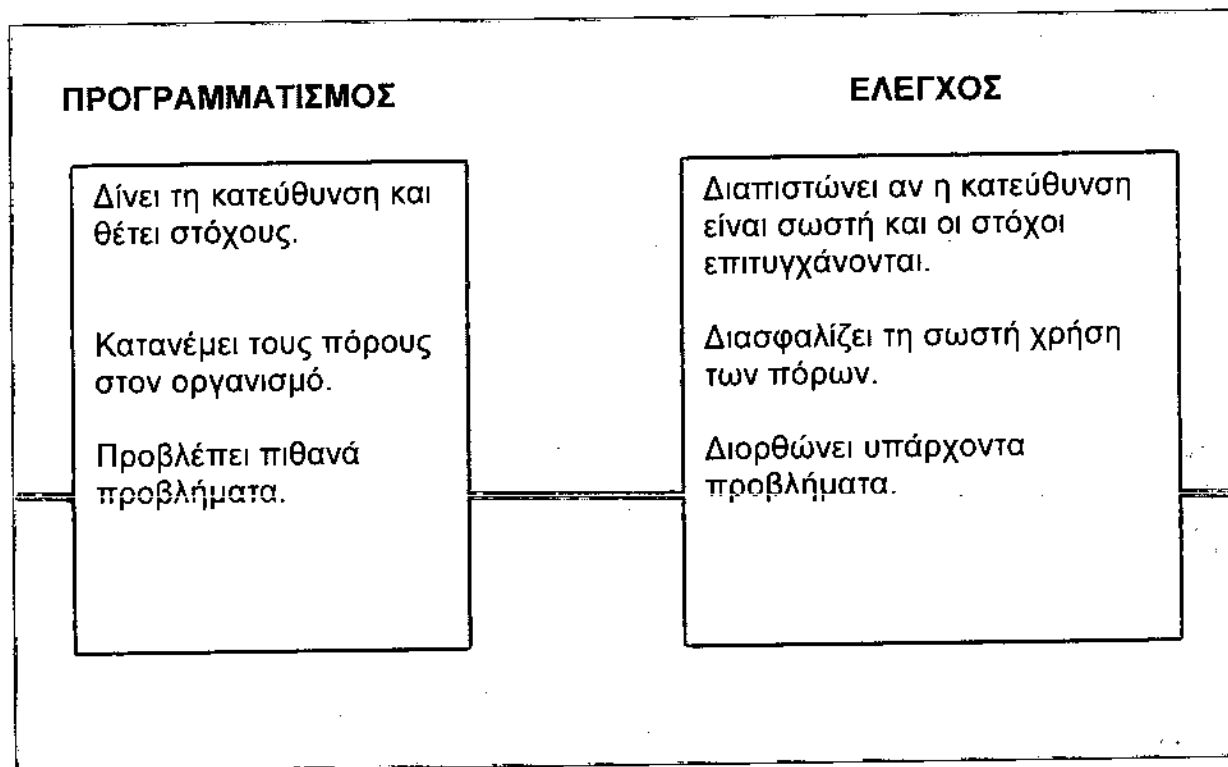 ΠΡΟΓΡΑΜΜΑΤΙΣΜΟΣ
Δίνει τη κατεύθυνση και
θέτει στόχους.
Κατανέμει τους πόρους
στον οργανισμό.
Προβλέπει πιθανά
προβλήματα.
ΕΛΕΓΧΟΣ
Διαπιστώνει αν η κατεύθυνση
είναι σωστή και οι στόχοι
επιτυγχάνονται.
Διασφαλίζει τη σωστή χρήση
των πόρων.
Διορθώνει υπάρχοντα
προβλήματα.